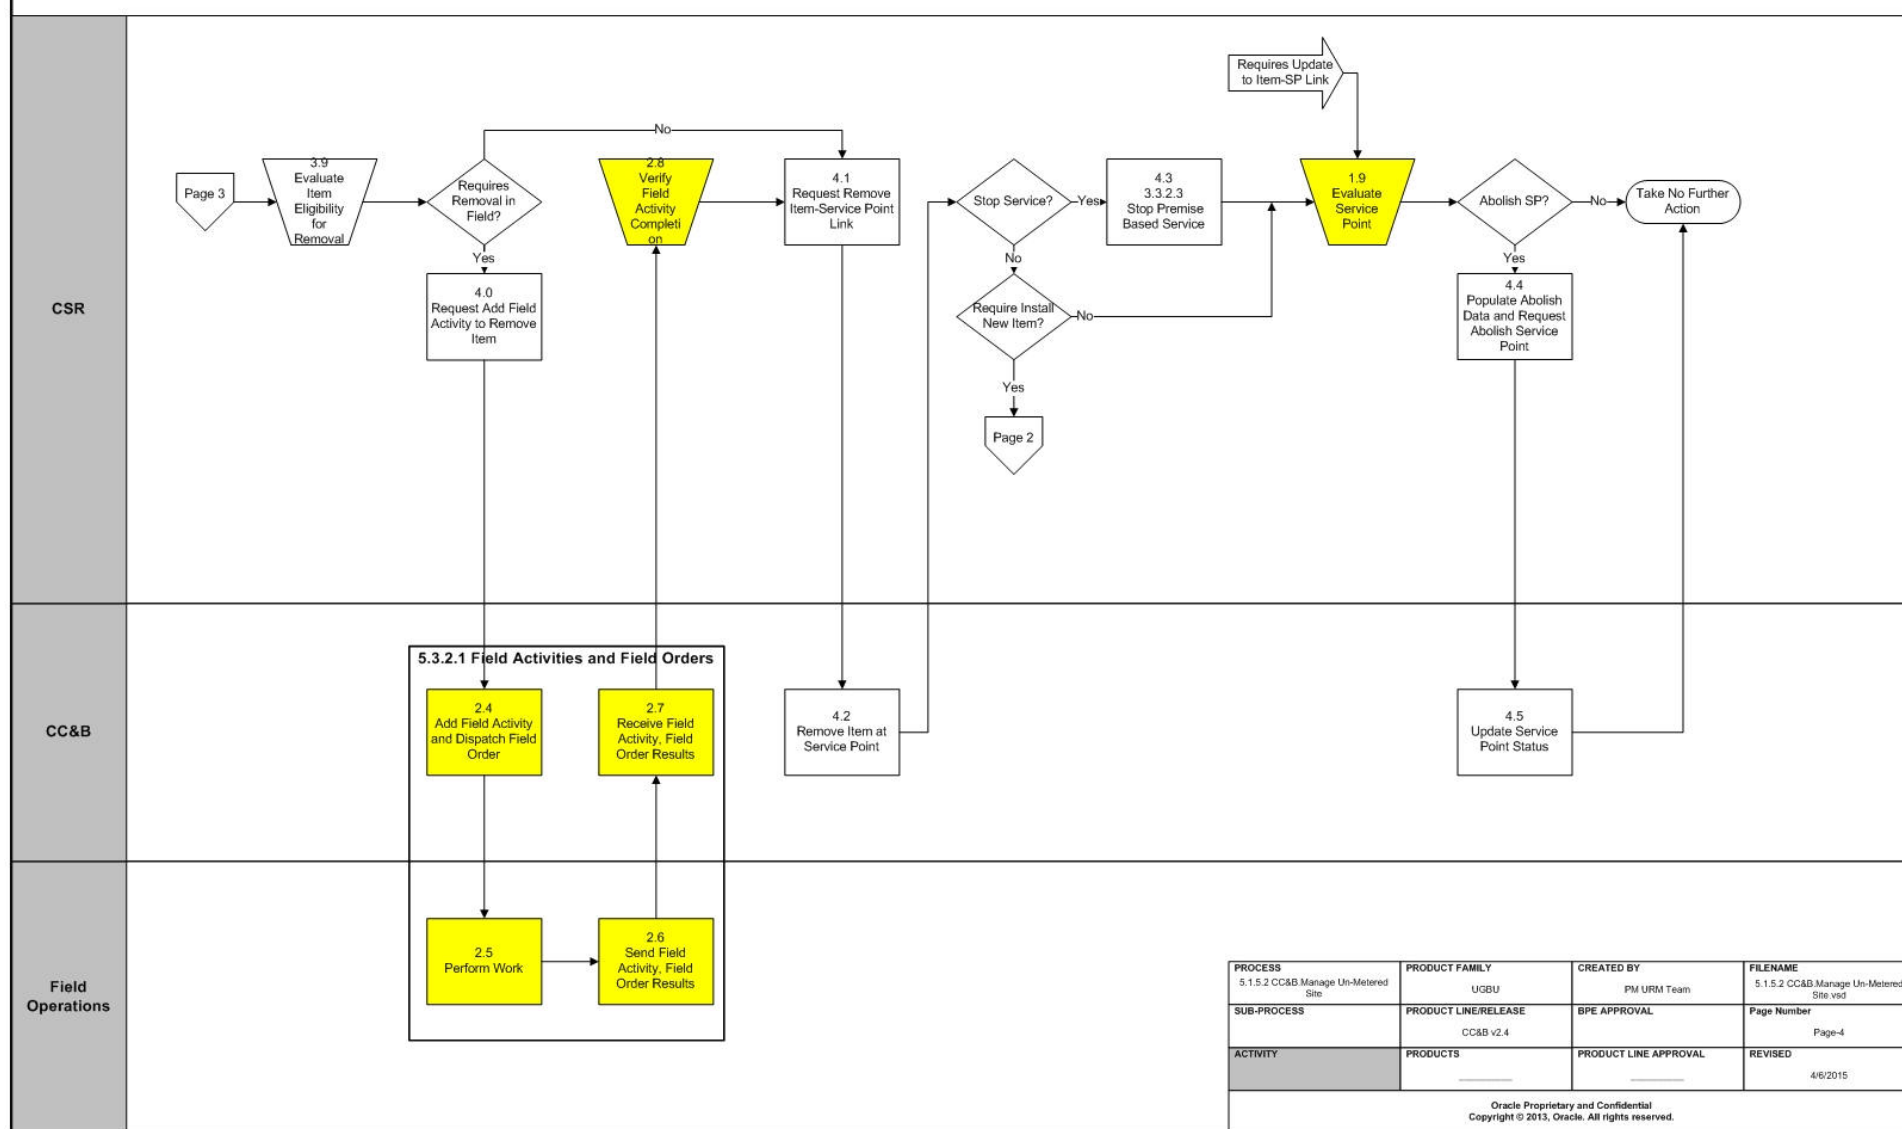 Requires Update
to Item-SP Link
No
Page 3
3.9
Evaluate
Item
Eligibility
for
Removal
Requires
Removal in
Field?
2.8
Verify
Field
Activity
Completi
on
4.1
Request Remove
Item-Service Point
Link
Stop Service?
Yes
4.3
3.3.2.3
Stop Premise
Based Service
1.9
Evaluate
Service
Point
Abolish SP?
No
Take No Further
Action
Yes
No
Yes
CSR
4.0
Request Add Field
Activity to Remove
Item
Require Install
New Item?
No
4.4
Populate Abolish
Data and Request
Abolish Service
Point
Yes
Page 2
5.3.2.1 Field Activities and Field Orders
CC&B
2.4
Add Field Activity
and Dispatch Field
Order
2.7
Receive Field
Activity, Field
Order Results
4.2
Remove Item at
Service Point
4.5
Update Service
Point Status
Field
Operations
2.5
Perform Work
2.6
Send Field
Activity, Field
Order Results
PROCESS
5.1.5.2 CC&B.Manage Un-Metered
Site
PRODUCT FAMILY
UGBU
CREATED BY
PM URM Team
FILENAME
5.1.5.2 CC&B.Manage Un-Metered
Site.vsd
SUB-PROCESS
PRODUCT LINE/RELEASE
CC&B v2.4
BPE APPROVAL
Page Number
Page-4
ACTIVITY
PRODUCTS
PRODUCT LINE APPROVAL
REVISED
4/6/2015
Oracle Proprietary and Confidential
Copyright © 2013, Oracle. All rights reserved.